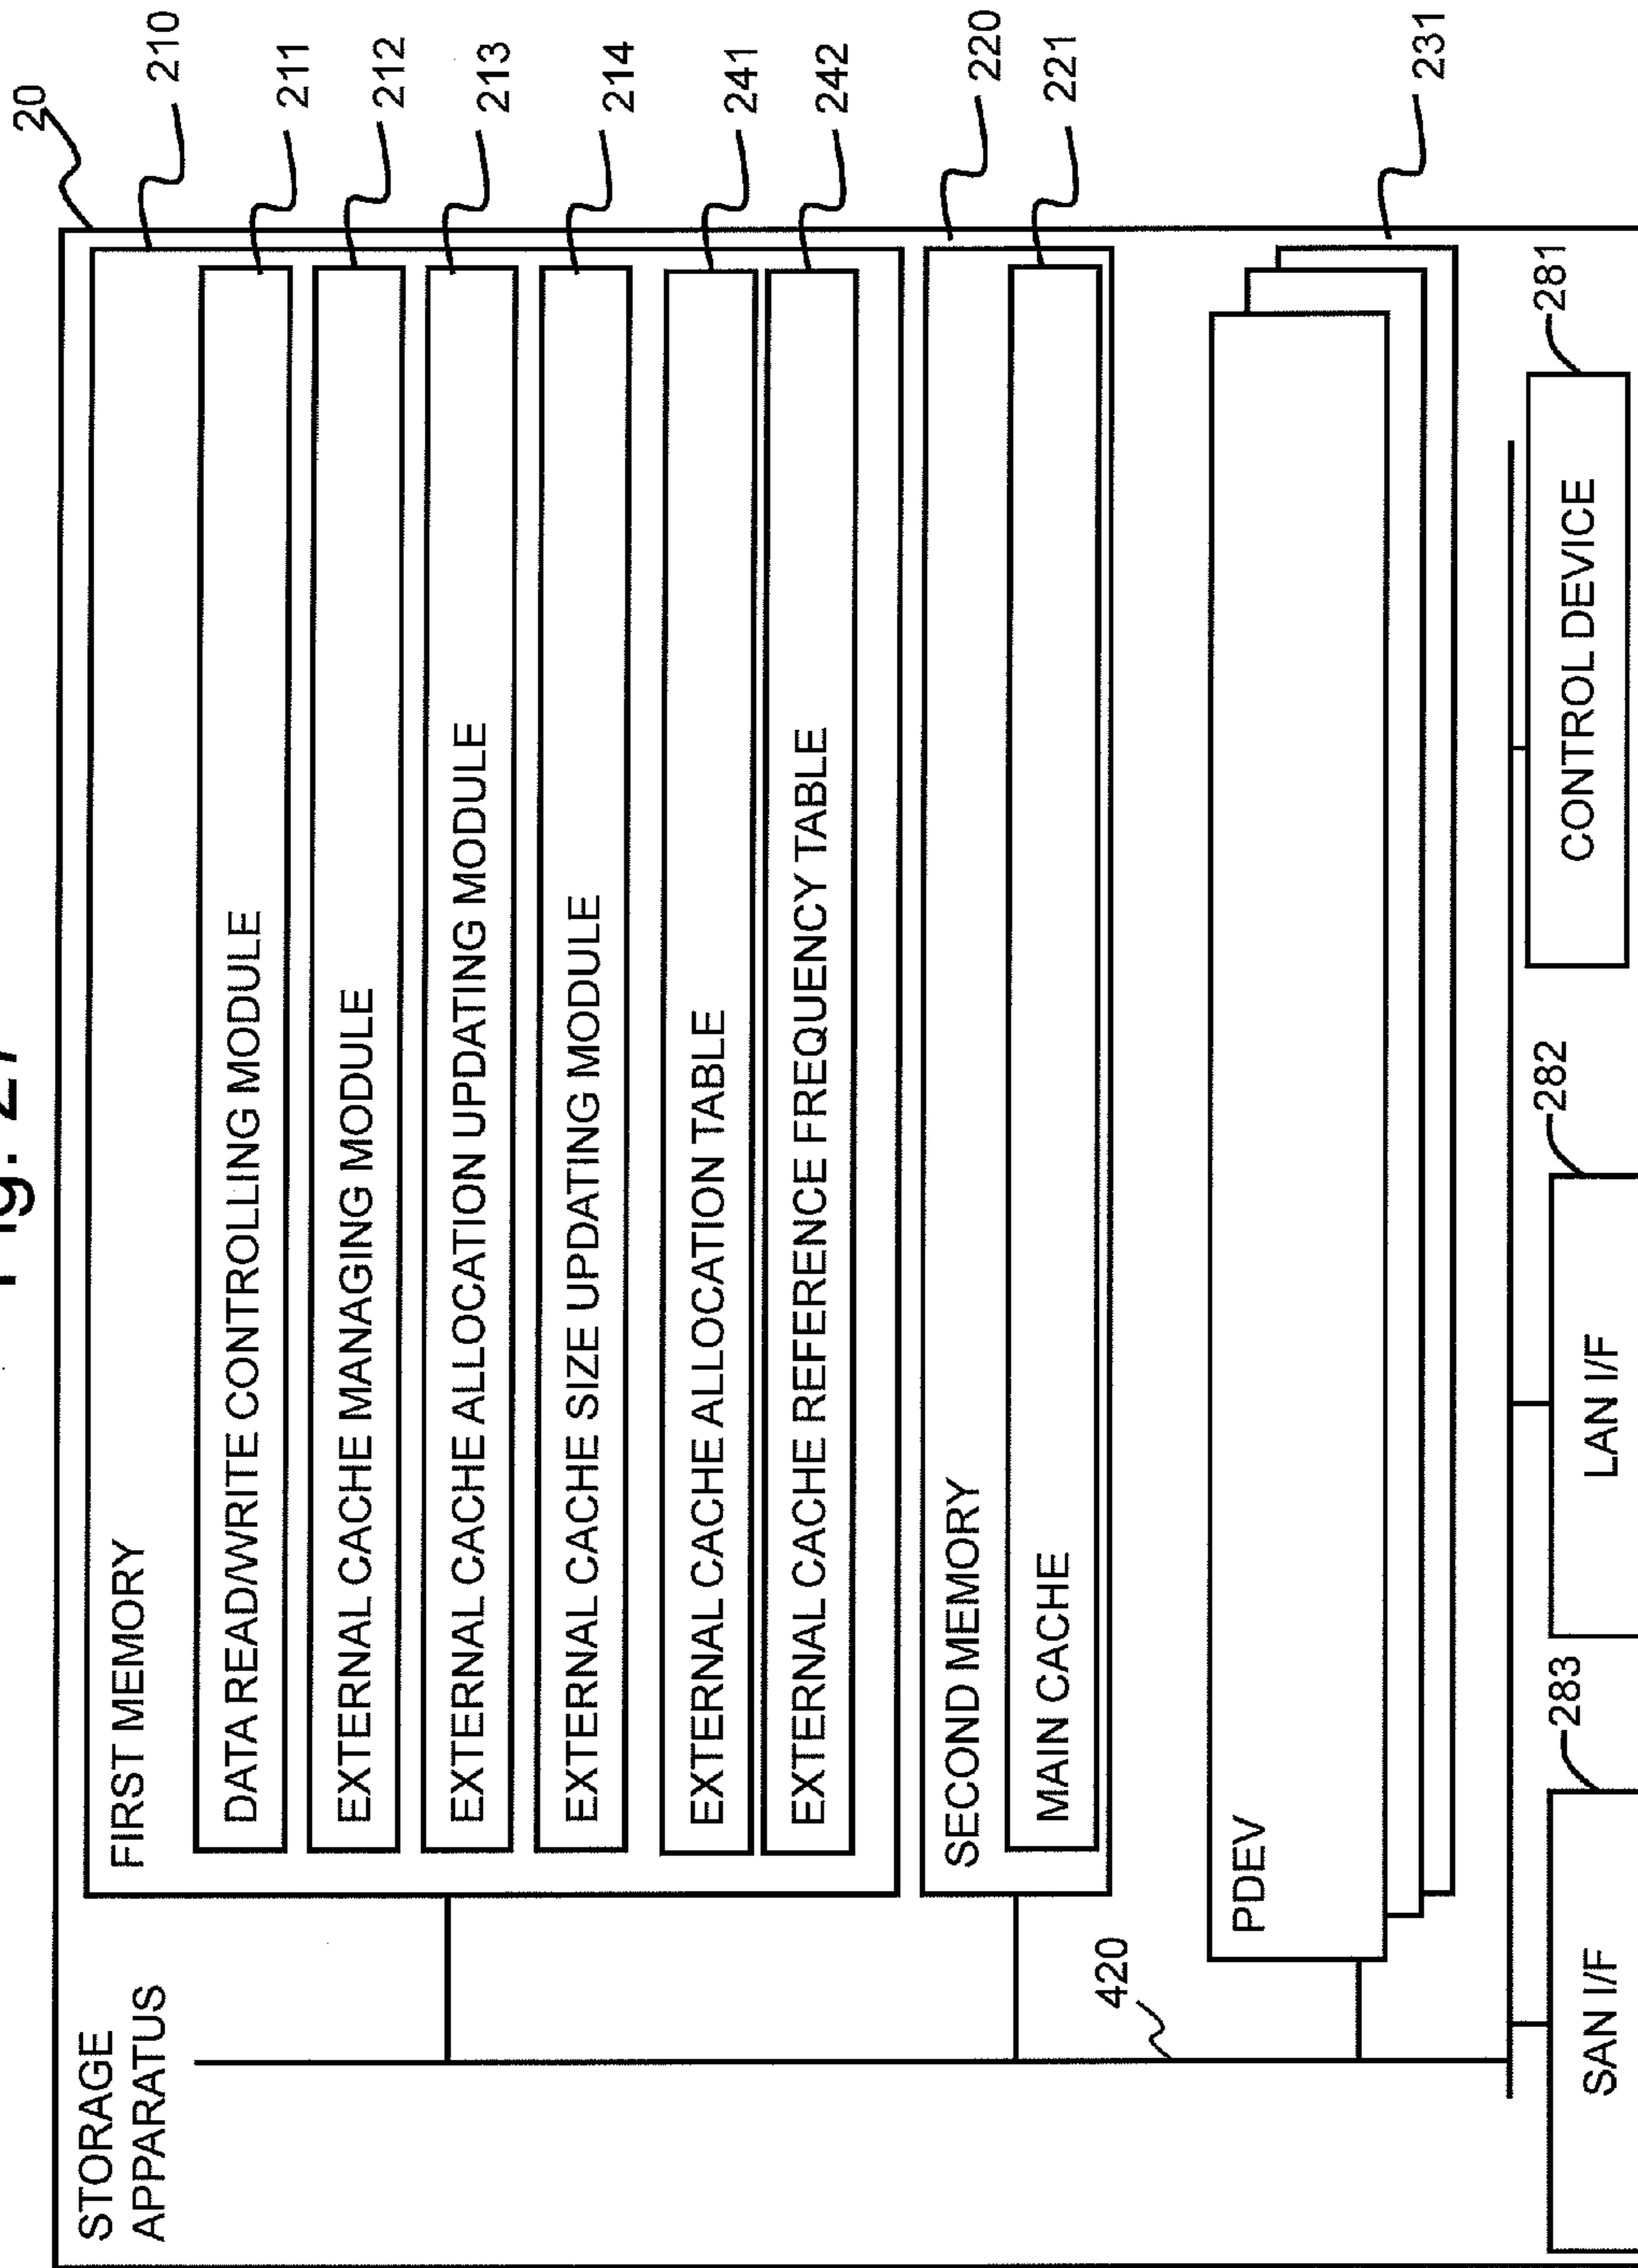 Fig. 27
20
STORAGE
APPARATUS
210
FIRST MEMORY
211
DATA READ/WRITE CONTROLLING MODULE
212
EXTERNAL CACHE MANAGING MODULE
213
EXTERNAL CACHE ALLOCATION UPDATING MODULE
214
EXTERNAL CACHE SIZE UPDATING MODULE
241
EXTERNAL CACHE ALLOCATION TABLE
242
EXTERNAL CACHE REFERENCE FREQUENCY TABLE
220
SECOND MEMORY
221
MAIN CACHE
420
231
PDEV
283
SAN I/F
282
LAN I/F
281
CONTROL DEVICE